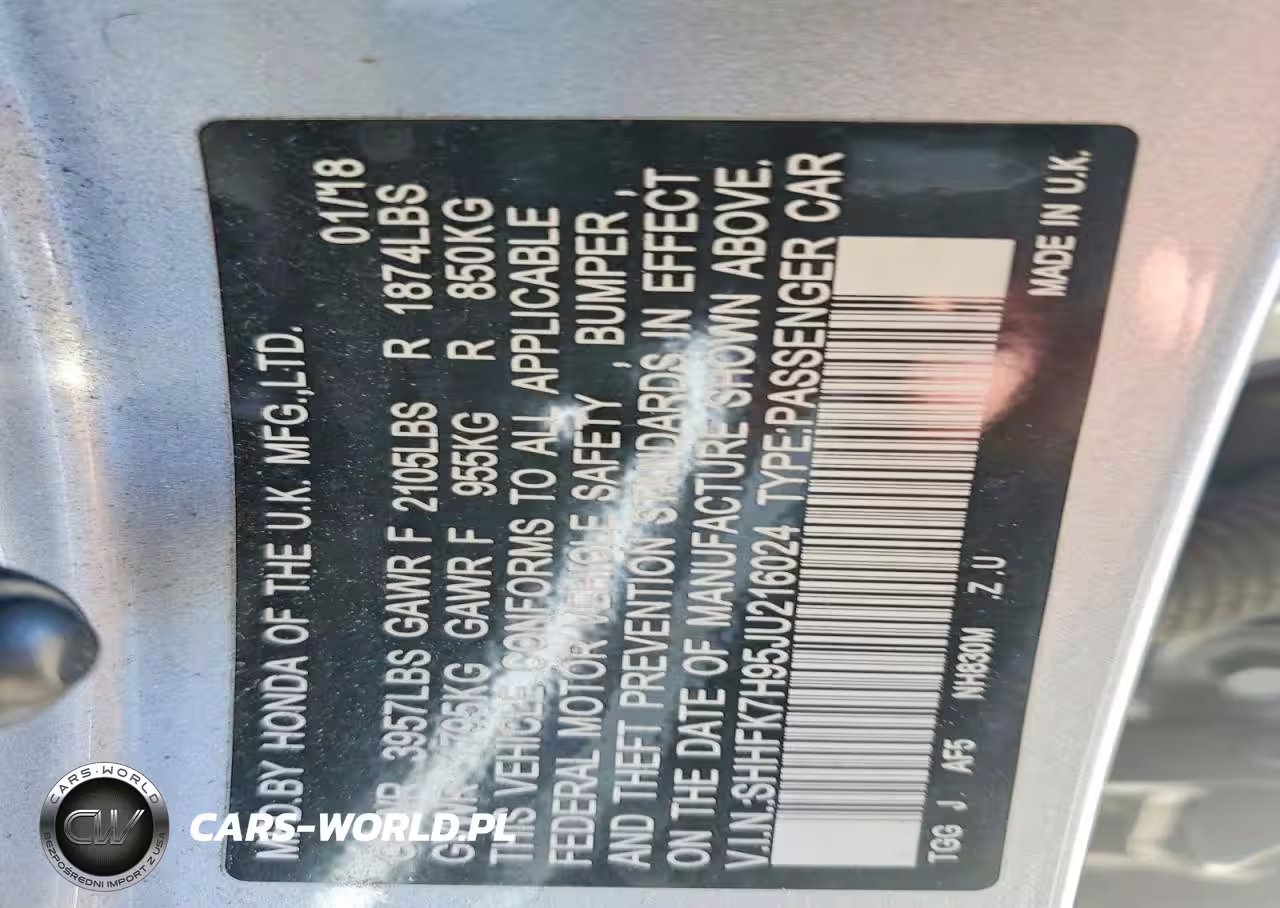 MFD.BY HONDA OF THE U.K. MFG.,LTD.
01/18
GVWR 3957LBS GAWR F 2105LBS R 1874LBS
GVWR 1795KG GAWR F 955KG R 850KG
THIS VEHICLE CONFORMS TO ALL APPLICABLE
FEDERAL MOTOR VEHICLE SAFETY , BUMPER ,
AND THEFT PREVENTION STANDARDS IN EFFECT
ON THE DATE OF MANUFACTURE SHOWN ABOVE.
V.I.N.:SHHFK7H95JU216024 TYPE:PASSENGER CAR
TGG J AF5 NH830M Z,U
MADE IN U.K.
CARS-WORLD
CW
BEZPOŚREDNI IMPORT Z USA
CARS-WORLD.PL